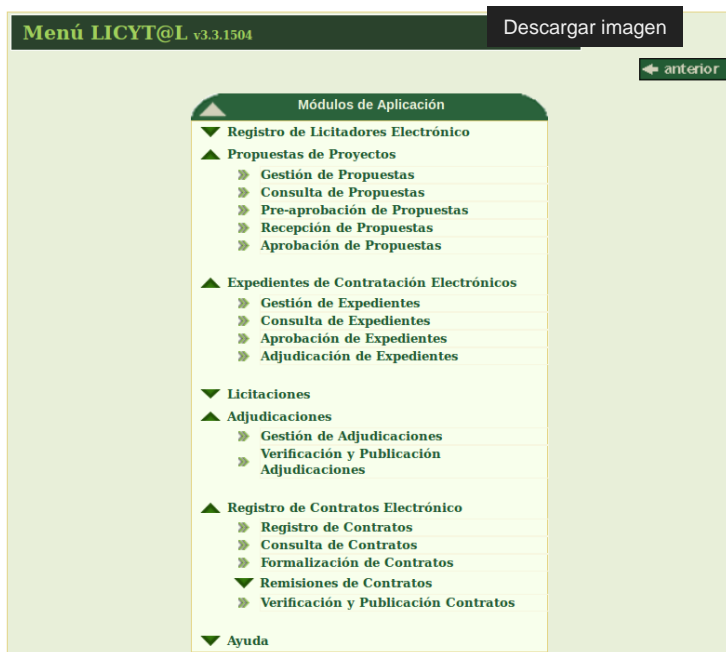 Menú LICYT@L v3.3.1504
Descargar imagen
anterior
Módulos de Aplicación
Registro de Licitadores Electrónico
Propuestas de Proyectos
Gestión de Propuestas
Consulta de Propuestas
Pre-aprobación de Propuestas
Recepción de Propuestas
Aprobación de Propuestas
Expedientes de Contratación Electrónicos
Gestión de Expedientes
Consulta de Expedientes
Aprobación de Expedientes
Adjudicación de Expedientes
Licitaciones
Adjudicaciones
Gestión de Adjudicaciones
Verificación y Publicación
Adjudicaciones
Registro de Contratos Electrónico
Registro de Contratos
Consulta de Contratos
Formalización de Contratos
Remisiones de Contratos
Verificación y Publicación Contratos
Ayuda